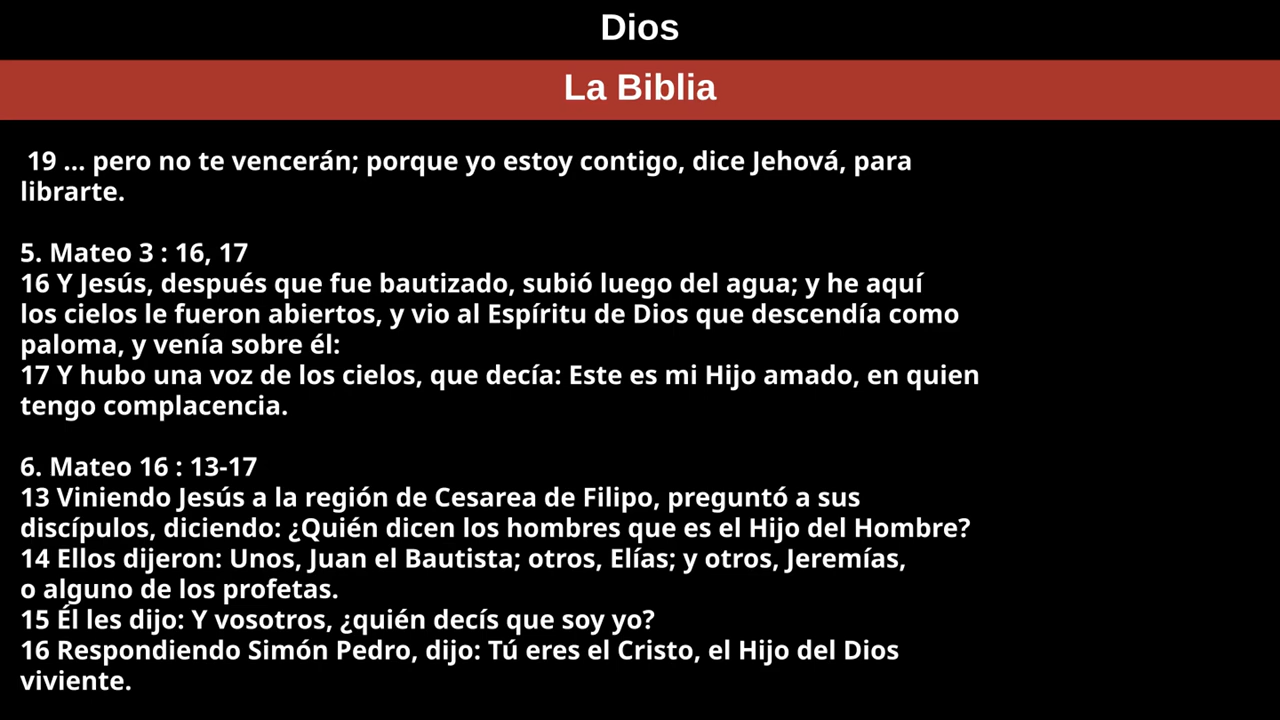 Dios
La Biblia
19 ... pero no te vencerán; porque yo estoy contigo, dice Jehová, para
librarte.
5. Mateo 3 : 16, 17
16 Y Jesús, después que fue bautizado, subió luego del agua; y he aquí
los cielos le fueron abiertos, y vio al Espíritu de Dios que descendía como
paloma, y venía sobre él:
17 Y hubo una voz de los cielos, que decía: Este es mi Hijo amado, en quien
tengo complacencia.
6. Mateo 16 : 13-17
13 Viniendo Jesús a la región de Cesarea de Filipo, preguntó a sus
discípulos, diciendo: ¿Quién dicen los hombres que es el Hijo del Hombre?
14 Ellos dijeron: Unos, Juan el Bautista; otros, Elías; y otros, Jeremías,
o alguno de los profetas.
15 Él les dijo: Y vosotros, ¿quién decís que soy yo?
16 Respondiendo Simón Pedro, dijo: Tú eres el Cristo, el Hijo del Dios
viviente.